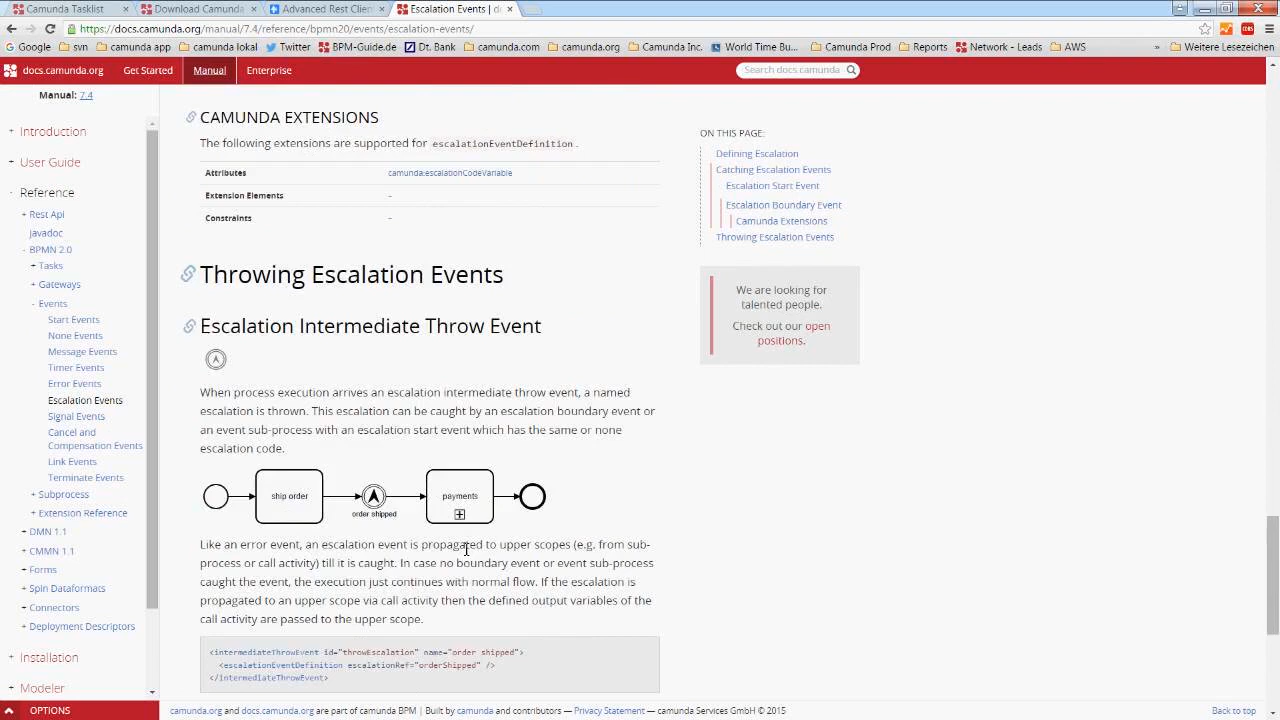 Camunda Tasklist
Download Camunda
Advanced Rest Clien
Escalation Events | d
https://docs.camunda.org/manual/7.4/reference/bpmn20/events/escalation-events/
Google svn camunda app camunda lokal Twitter BPM-Guide.de Dt. Bank camunda.com camunda.org Camunda Inc. World Time Bu... Camunda Prod Reports Network - Leads AWS » Weitere Lesezeichen
docs.camunda.org Get Started Manual Enterprise Search docs.camunda
Manual: 7.4
+ Introduction
+ User Guide
- Reference
+ Rest Api
Javadoc
- BPMN 2.0
+ Tasks
+ Gateways
- Events
Start Events
None Events
Message Events
Timer Events
Error Events
Escalation Events
Signal Events
Cancel and
Compensation Events
Link Events
Terminate Events
+ Subprocess
+ Extension Reference
+ DMN 1.1
+ CMMN 1.1
+ Forms
+ Spin Dataformats
+ Connectors
+ Deployment Descriptors
+ Installation
+ Modeler
OPTIONS
CAMUNDA EXTENSIONS
The following extensions are supported for escalationEventDefinition.
Attributes camunda:escalationCodeVariable
Extension Elements -
Constraints -
Throwing Escalation Events
Escalation Intermediate Throw Event
When process execution arrives an escalation intermediate throw event, a named
escalation is thrown. This escalation can be caught by an escalation boundary event or
an event sub-process with an escalation start event which has the same or none
escalation code.
ship order
order shipped
payments
Like an error event, an escalation event is propagated to upper scopes (e.g. from sub-
process or call activity) till it is caught. In case no boundary event or event sub-process
caught the event, the execution just continues with normal flow. If the escalation is
propagated to an upper scope via call activity then the defined output variables of the
call activity are passed to the upper scope.
<intermediateThrowEvent id="throwEscalation" name="order shipped">
<escalationEventDefinition escalationRef="orderShipped" />
</intermediateThrowEvent>
ON THIS PAGE:
Defining Escalation
Catching Escalation Events
Escalation Start Event
Escalation Boundary Event
Camunda Extensions
Throwing Escalation Events
We are looking for
talented people.
Check out our open
positions.
camunda.org and docs.camunda.org are part of camunda BPM | Built by camunda and contributors — Privacy Statement — camunda Services GmbH © 2015
Back to top